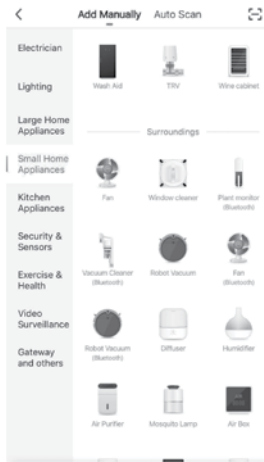 Add Manually Auto Scan
Electrician
Lighting
Large Home
Appliances
Small Home
Appliances
Kitchen
Appliances
Security &
Sensors
Exercise &
Health
Video
Surveillance
Gateway
and others
Wash Aid
TRV
Wine cabinet
Surroundings
Fan
Window cleaner
Plant monitor
(Bluetooth)
Vacuum Cleaner
(Bluetooth)
Robot Vacuum
Fan
(Bluetooth)
Robot Vacuum
(Bluetooth)
Diffuser
Humidifier
Air Purifier
Mosquito Lamp
Air Box